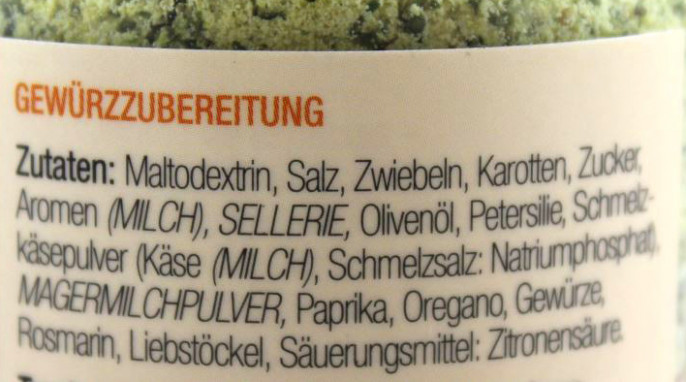 GEWÜRZZUBEREITUNG
Zutaten: Maltodextrin, Salz, Zwiebeln, Karotten, Zucker,
Aromen (MILCH), SELLERIE, Olivenöl, Petersilie, Schmelz-
käsepulver (Käse (MILCH), Schmelzsalz: Natriumphosphat),
MAGERMILCHPULVER, Paprika, Oregano, Gewürze,
Rosmarin, Liebstöckel, Säuerungsmittel: Zitronensäure.